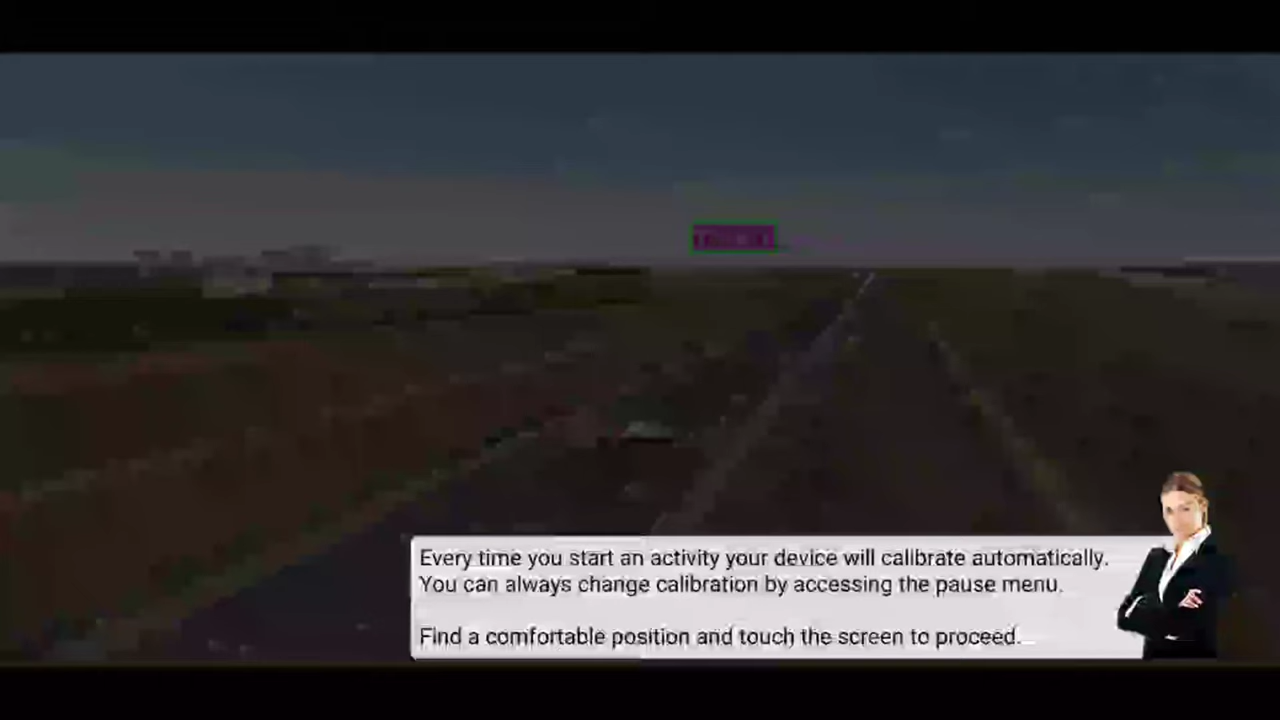 Every time you start an activity your device will calibrate automatically.
You can always change calibration by accessing the pause menu.
Find a comfortable position and touch the screen to proceed.